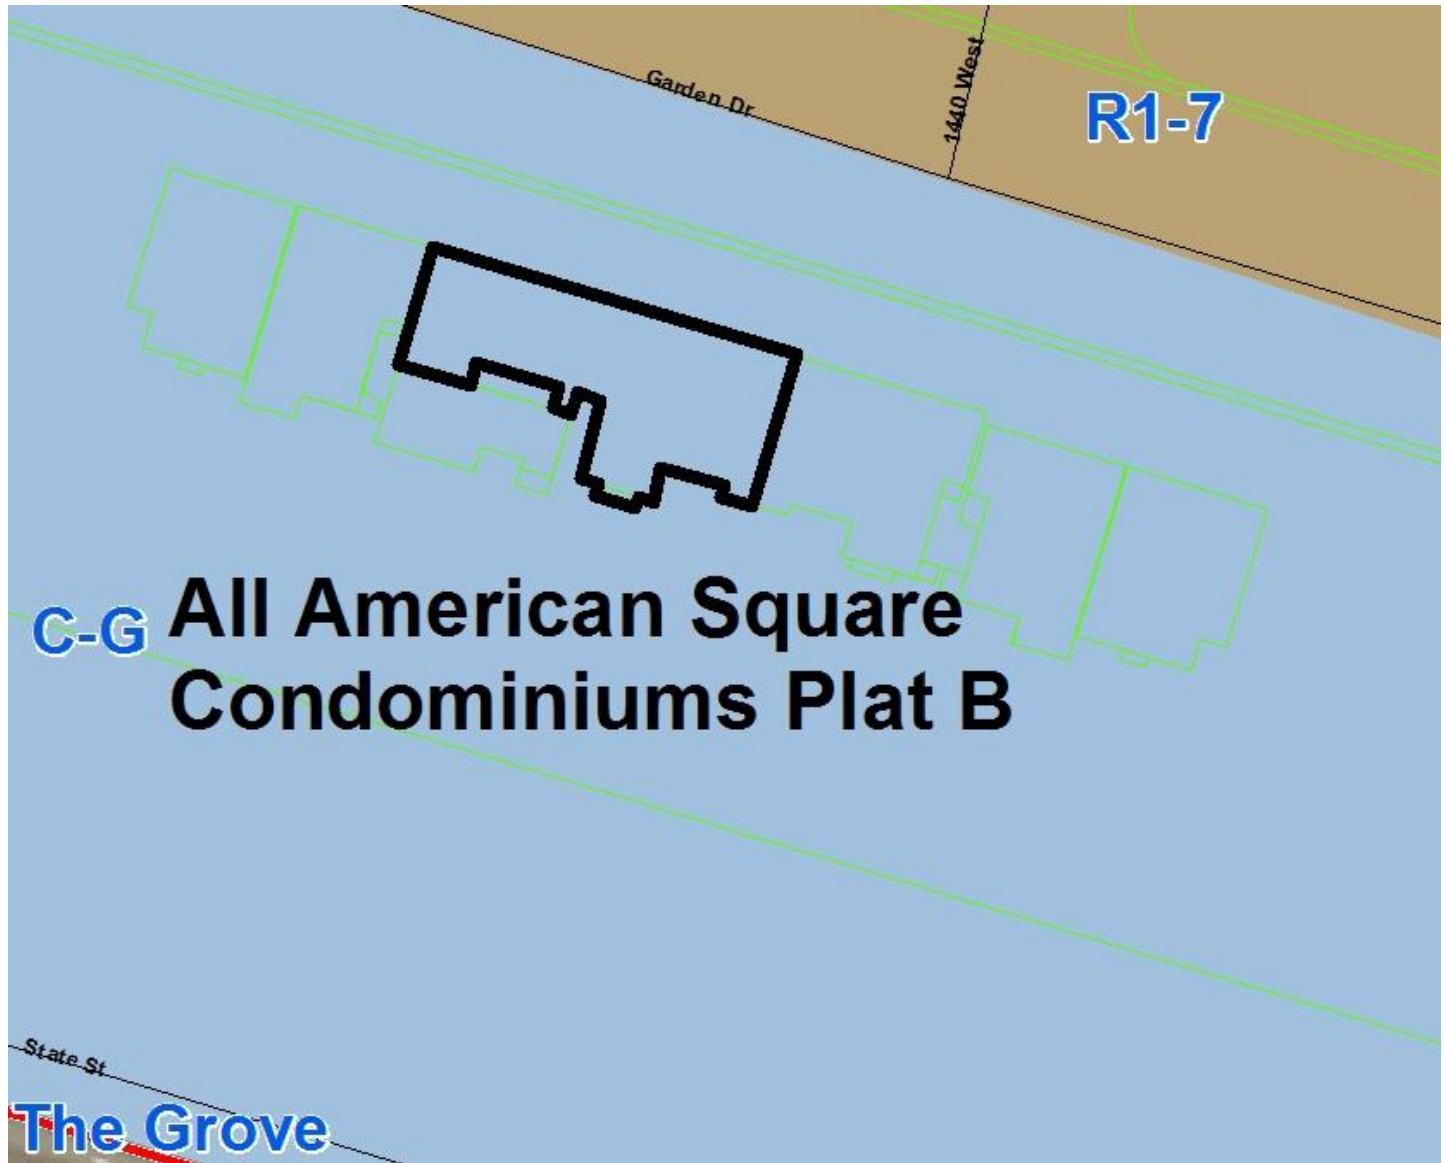 Garden Dr
1440 West
R1-7
C-G
All American Square
Condominiums Plat B
State St
The Grove